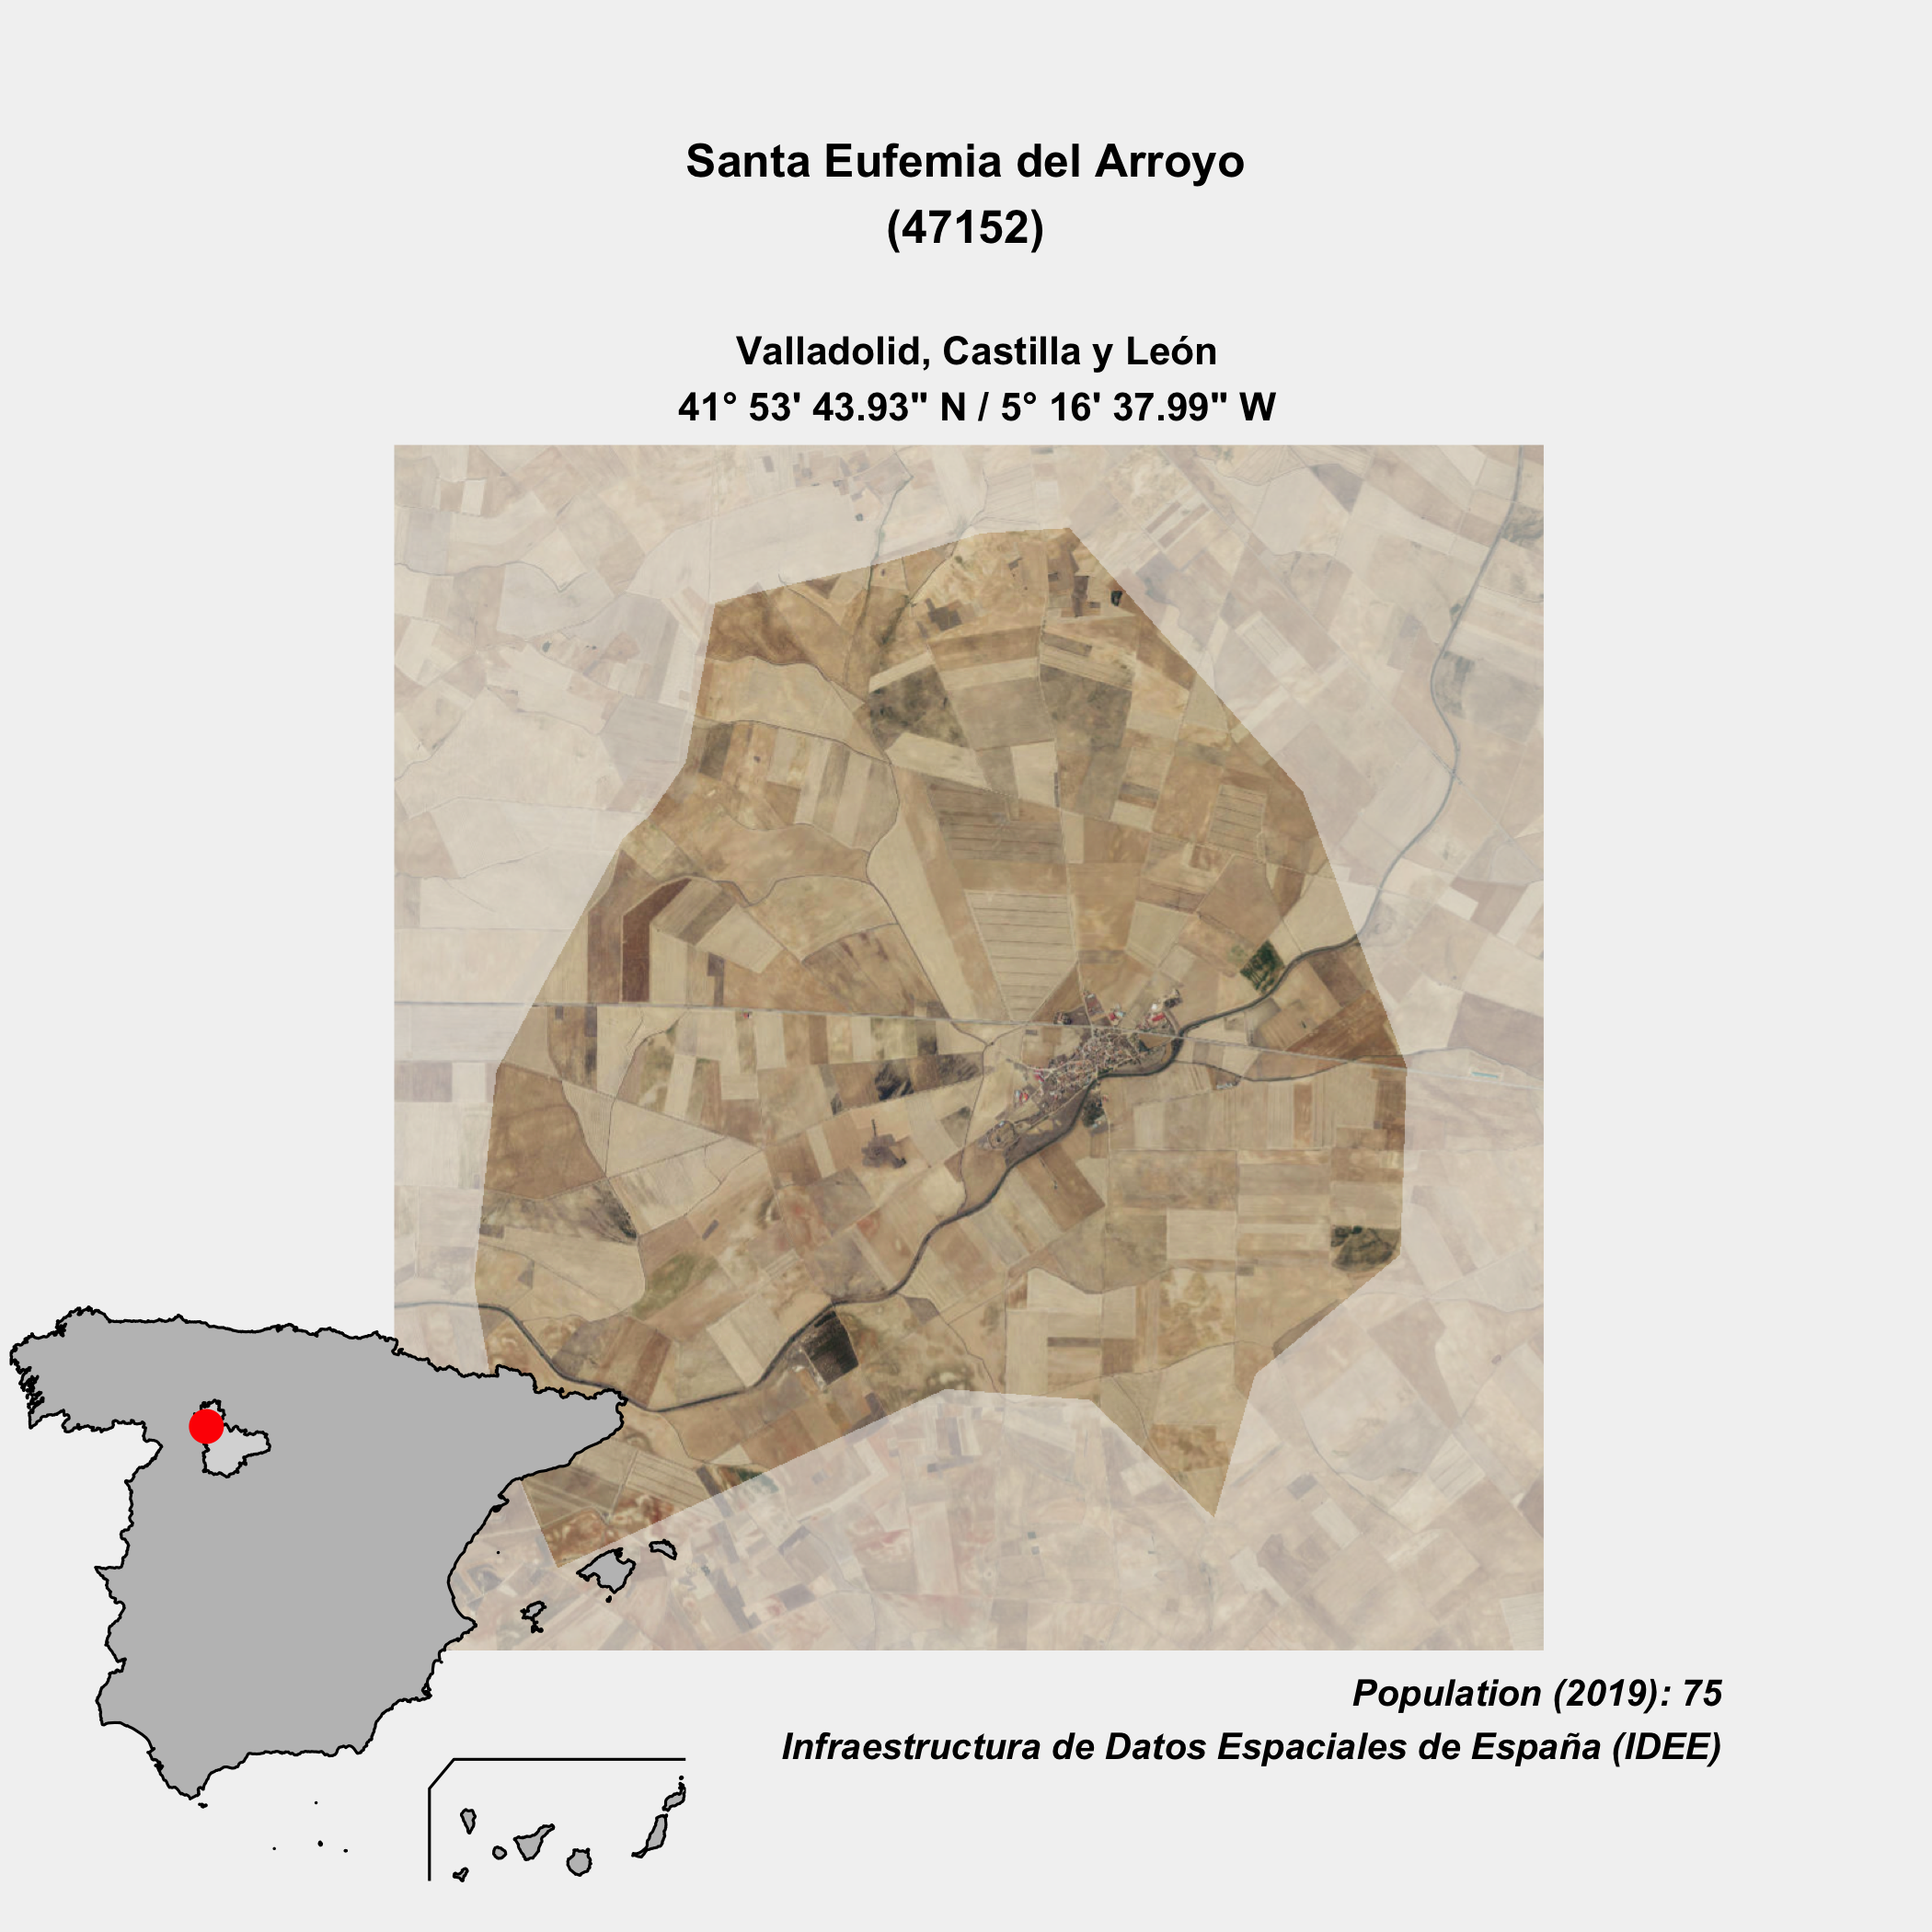 Santa Eufemia del Arroyo
(47152)
Valladolid, Castilla y León
41° 53' 43.93" N / 5° 16' 37.99" W
Population (2019): 75
Infraestructura de Datos Espaciales de España (IDEE)